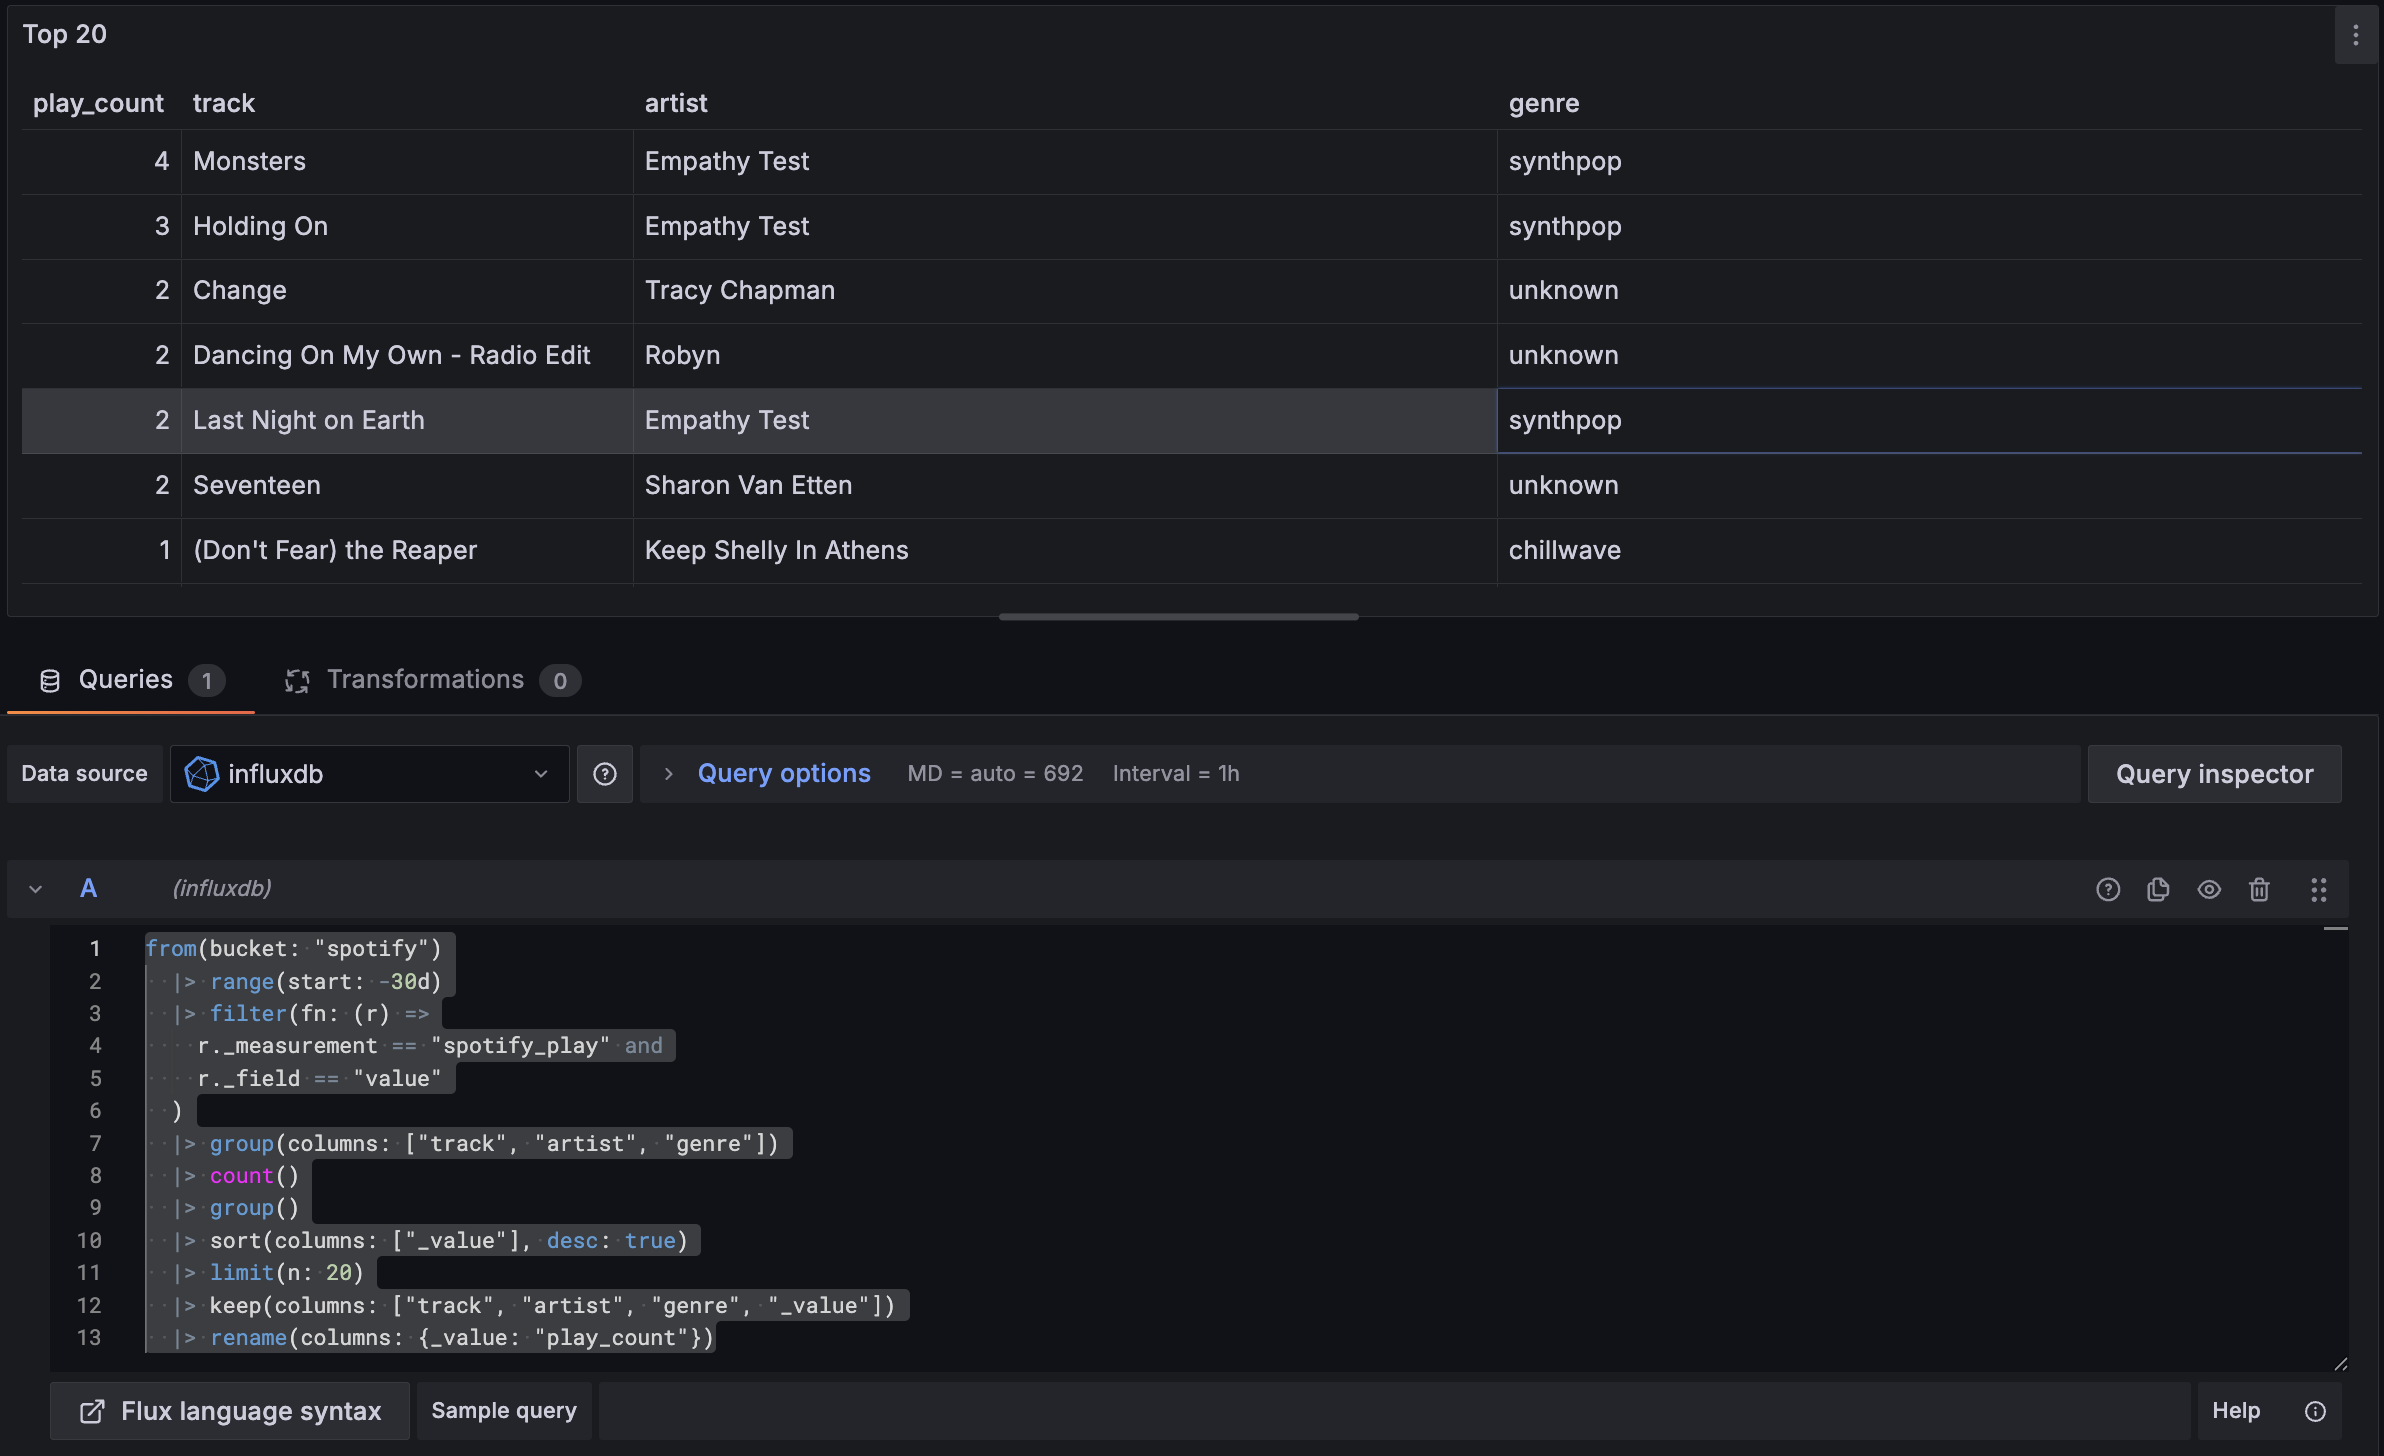 Top 20
play_count track artist genre
4 Monsters Empathy Test synthpop
3 Holding On Empathy Test synthpop
2 Change Tracy Chapman unknown
2 Dancing On My Own - Radio Edit Robyn unknown
2 Last Night on Earth Empathy Test synthpop
2 Seventeen Sharon Van Etten unknown
1 (Don't Fear) the Reaper Keep Shelly In Athens chillwave
Queries 1 Transformations 0
Data source influxdb Query options MD = auto = 692 Interval = 1h Query inspector
A (influxdb)
1 from(bucket: "spotify")
2   |> range(start: -30d)
3   |> filter(fn: (r) =>
4     r._measurement == "spotify_play" and
5     r._field == "value"
6   )
7   |> group(columns: ["track", "artist", "genre"])
8   |> count()
9   |> group()
10   |> sort(columns: ["_value"], desc: true)
11   |> limit(n: 20)
12   |> keep(columns: ["track", "artist", "genre", "_value"])
13   |> rename(columns: {_value: "play_count"})
Flux language syntax Sample query Help